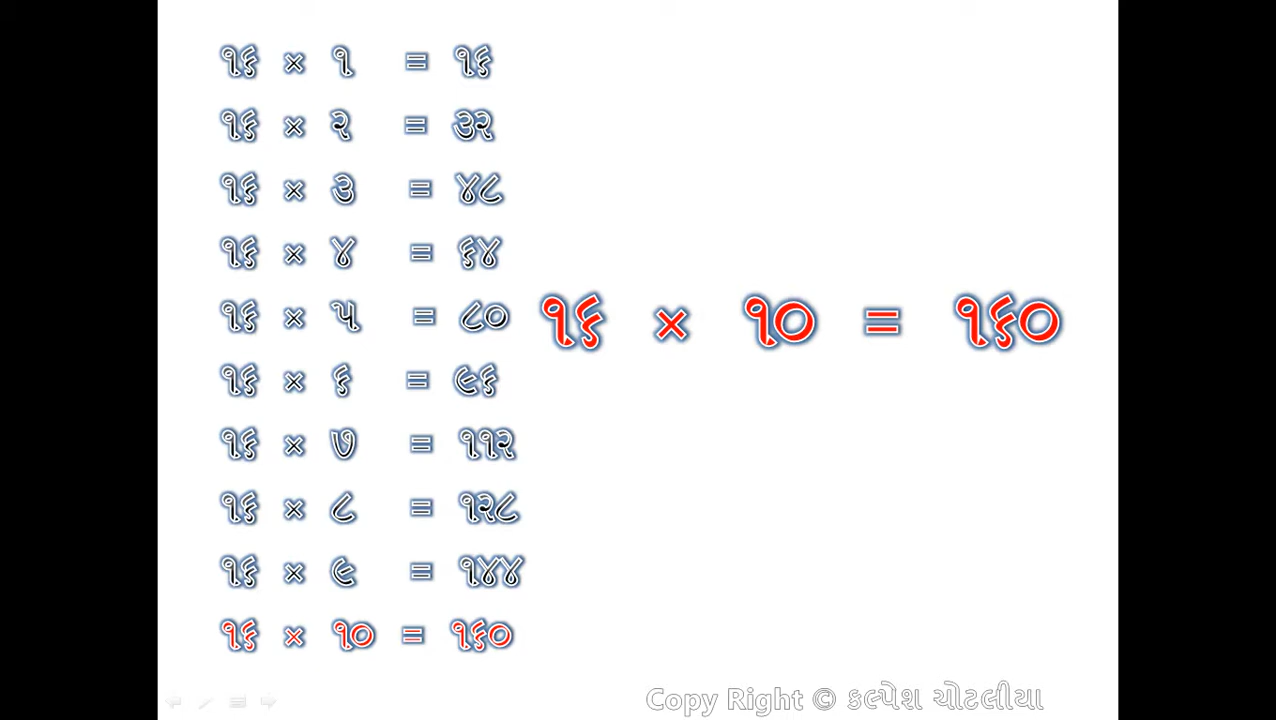 ૧૬ × ૧ = ૧૬
૧૬ × ૨ = ૩૨
૧૬ × ૩ = ૪૮
૧૬ × ૪ = ૬૪
૧૬ × ૫ = ૮૦
૧૬ × ૬ = ૯૬
૧૬ × ૭ = ૧૧૨
૧૬ × ૮ = ૧૨૮
૧૬ × ૯ = ૧૪૪
૧૬ × ૧૦ = ૧૬૦
૧૬ × ૧૦ = ૧૬૦
Copy Right © કલ્પેશ ચોટલીયા